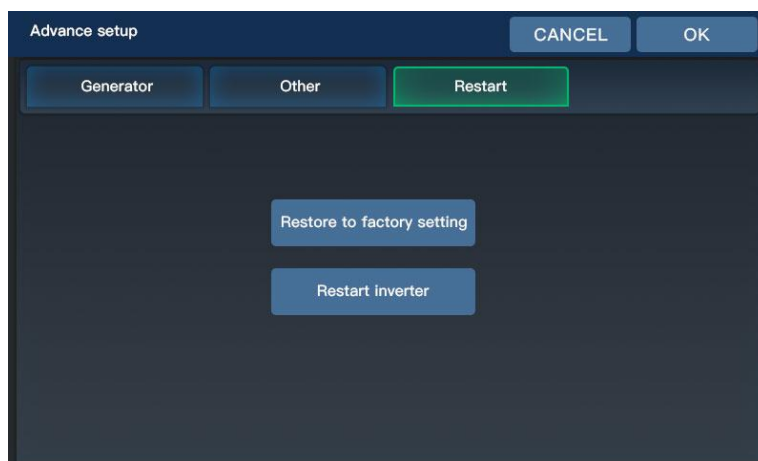 Advance setup
CANCEL
OK
Generator
Other
Restart
Restore to factory setting
Restart inverter